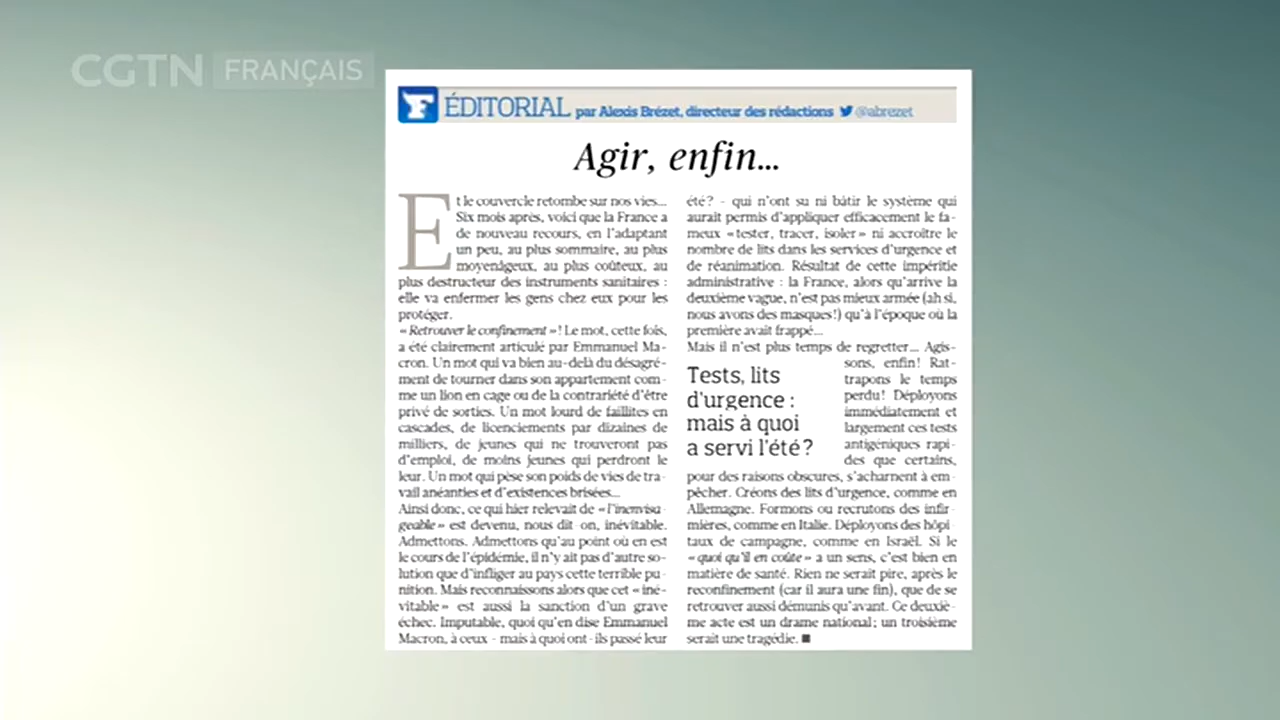 CGTN FRANÇAIS
ÉDITORIAL par Alexis Brézet, directeur des rédactions @abrezet
Agir, enfin...
Et le couvercle retombe sur nos vies...
Six mois après, voici que la France a
de nouveau recours, en l'adaptant
un peu, au plus sommaire, au plus
moyenâgeux, au plus coûteux, au
plus destructeur des instruments sanitaires :
elle va enfermer les gens chez eux pour les
protéger.
« Retrouver le confinement » ! Le mot, cette fois,
a été clairement articulé par Emmanuel Ma-
cron. Un mot qui va bien au-delà du désagré-
ment de tourner dans son appartement com-
me un lion en cage ou de la contrariété d'être
privé de sorties. Un mot lourd de faillites en
cascades, de licenciements par dizaines de
milliers, de jeunes qui ne trouveront pas
d'emploi, de moins jeunes qui perdront le
leur. Un mot qui pèse son poids de vies de tra-
vail anéanties et d'existences brisées...
Ainsi donc, ce qui hier relevait de « l'inenvisa-
geable » est devenu, nous dit-on, inévitable.
Admettons. Admettons qu'au point où en est
le cours de l'épidémie, il n'y ait pas d'autre so-
lution que d'infliger au pays cette terrible pu-
nition. Mais reconnaissons alors que cet « iné-
vitable » est aussi la sanction d'un grave
échec. Imputable, quoi qu'en dise Emmanuel
Macron, à ceux - mais à quoi ont-ils passé leur
été ? - qui n'ont su ni bâtir le système qui
aurait permis d'appliquer efficacement le fa-
meux « tester, tracer, isoler » ni accroître le
nombre de lits dans les services d'urgence et
de réanimation. Résultat de cette impéritie
administrative : la France, alors qu'arrive la
deuxième vague, n'est pas mieux armée (ah si,
nous avons des masques !) qu'à l'époque où la
première avait frappé...
Mais il n'est plus temps de regretter... Agis-
sons, enfin ! Rat-
trapons le temps
perdu ! Déployons
immédiatement et
largement ces tests
antigéniques rapi-
des que certains,
Tests, lits
d'urgence :
mais à quoi
a servi l'été ?
pour des raisons obscures, s'acharnent à em-
pêcher. Créons des lits d'urgence, comme en
Allemagne. Formons ou recrutons des infir-
mières, comme en Italie. Déployons des hôpi-
taux de campagne, comme en Israël. Si le
« quoi qu'il en coûte » a un sens, c'est bien en
matière de santé. Rien ne serait pire, après le
reconfinement (car il aura une fin), que de se
retrouver aussi démunis qu'avant. Ce deuxiè-
me acte est un drame national ; un troisième
serait une tragédie. ■